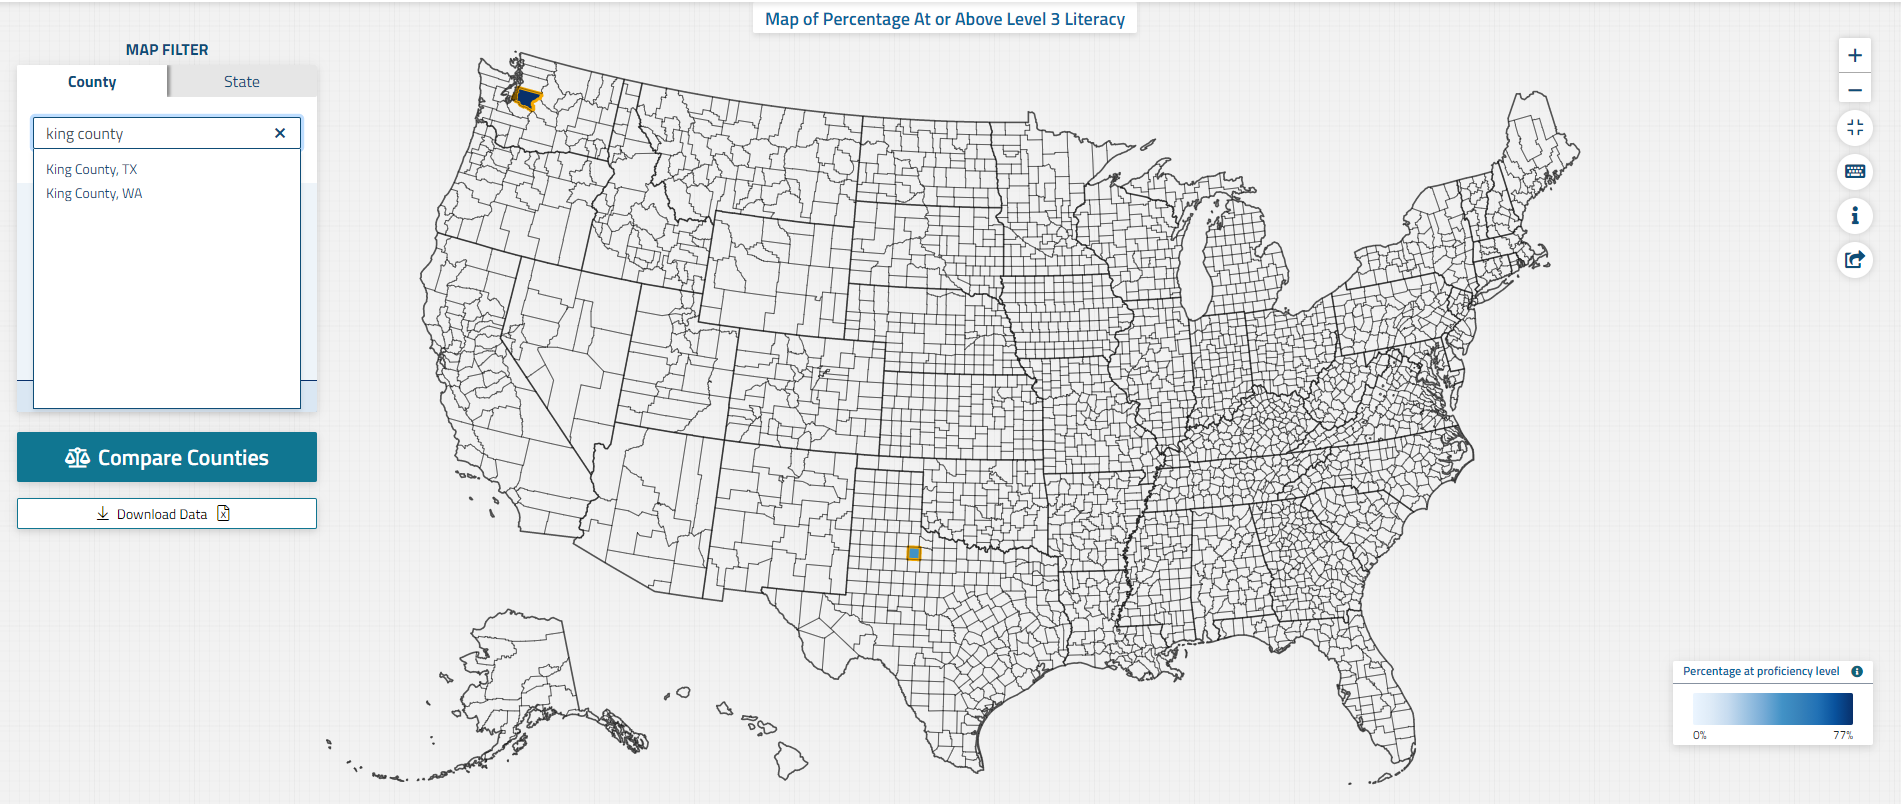 Map of Percentage At or Above Level 3 Literacy
MAP FILTER
County
State
king county
King County, TX
King County, WA
Compare Counties
Download Data
Percentage at proficiency level
0%
77%